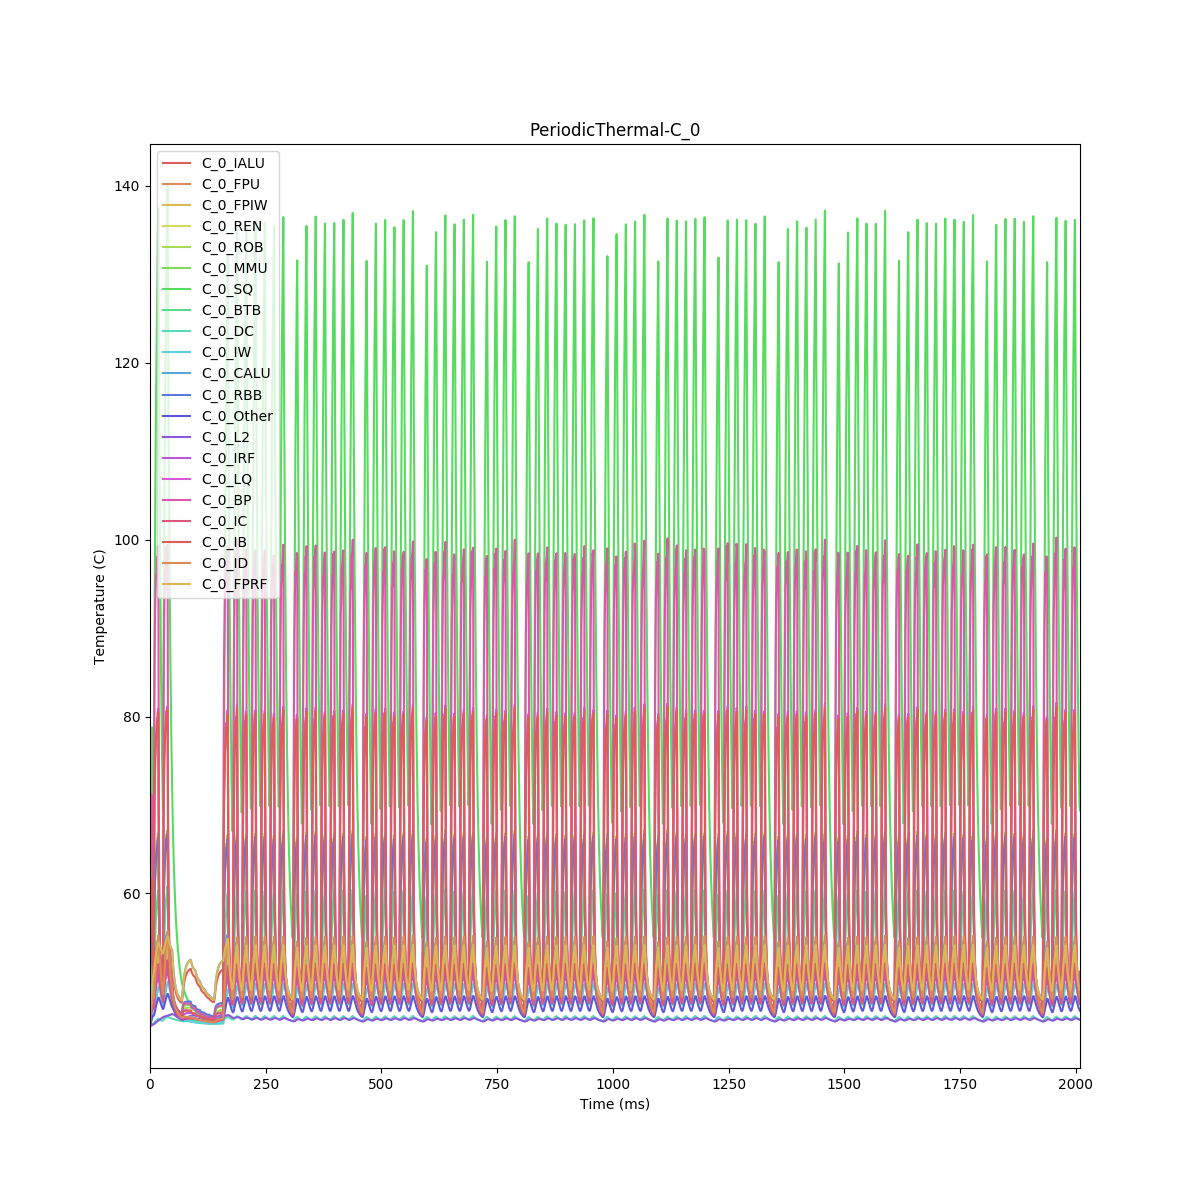 PeriodicThermal-C_0
C_0_IALU
C_0_FPU
C_0_FPIW
C_0_REN
C_0_ROB
C_0_MMU
C_0_SQ
C_0_BTB
C_0_DC
C_0_IW
C_0_CALU
C_0_RBB
C_0_Other
C_0_L2
C_0_IRF
C_0_LQ
C_0_BP
C_0_IC
C_0_IB
C_0_ID
C_0_FPRF
140
120
100
80
60
Temperature (C)
0 250 500 750 1000 1250 1500 1750 2000
Time (ms)